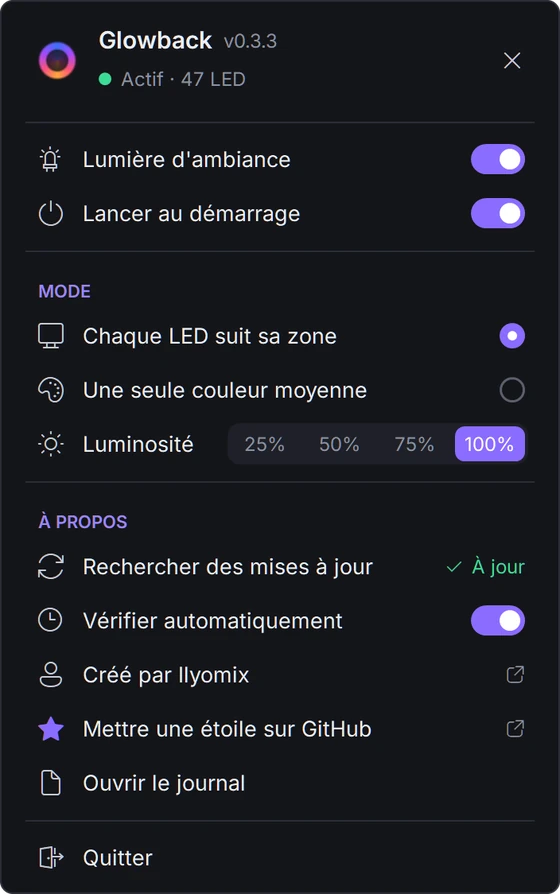 Glowback v0.3.3
Actif · 47 LED
Lumière d'ambiance
Lancer au démarrage
MODE
Chaque LED suit sa zone
Une seule couleur moyenne
Luminosité 25% 50% 75% 100%
À PROPOS
Rechercher des mises à jour À jour
Vérifier automatiquement
Créé par Ilyomix
Mettre une étoile sur GitHub
Ouvrir le journal
Quitter